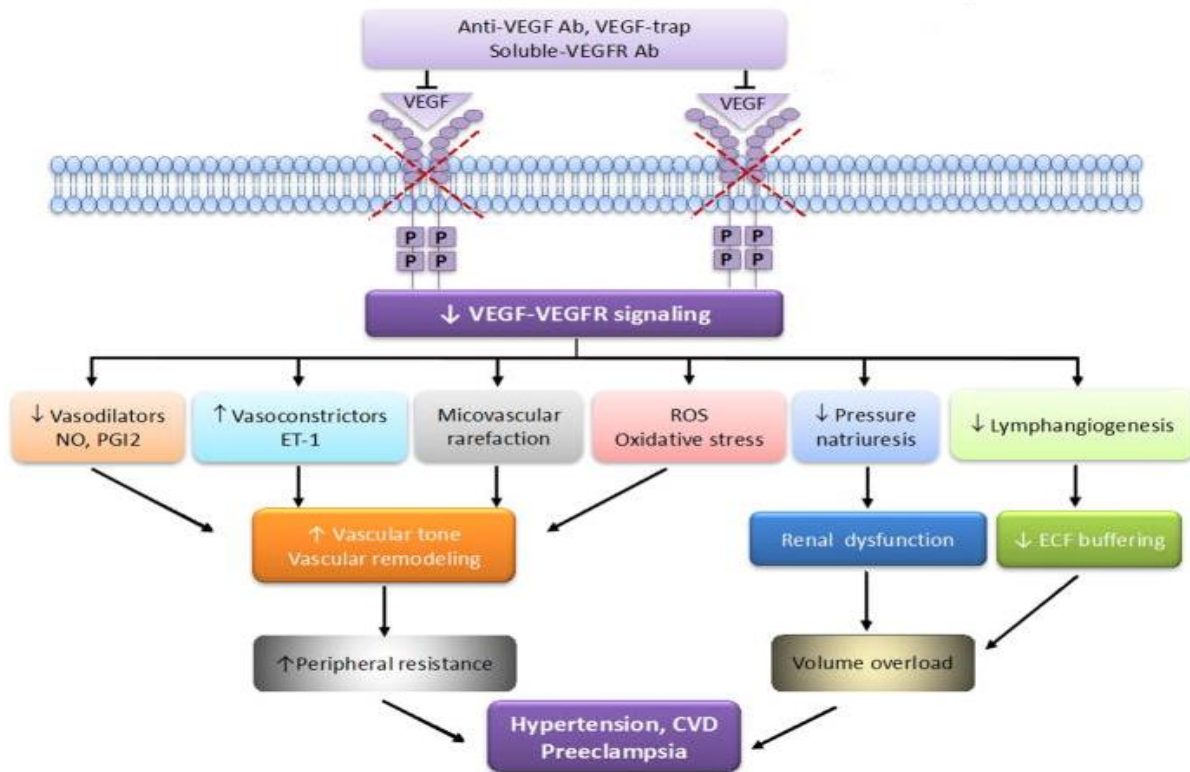 Anti-VEGF Ab, VEGF-trap
Soluble-VEGFR Ab
VEGF
VEGF
P P
P P
P P
P P
↓ VEGF-VEGFR signaling
↓ Vasodilators
NO, PGI2
↑ Vasoconstrictors
ET-1
Micovascular
rarefaction
ROS
Oxidative stress
↓ Pressure
natriuresis
↓ Lymphangiogenesis
↑ Vascular tone
Vascular remodeling
Renal dysfunction
↓ ECF buffering
↑Peripheral resistance
Volume overload
Hypertension, CVD
Preeclampsia